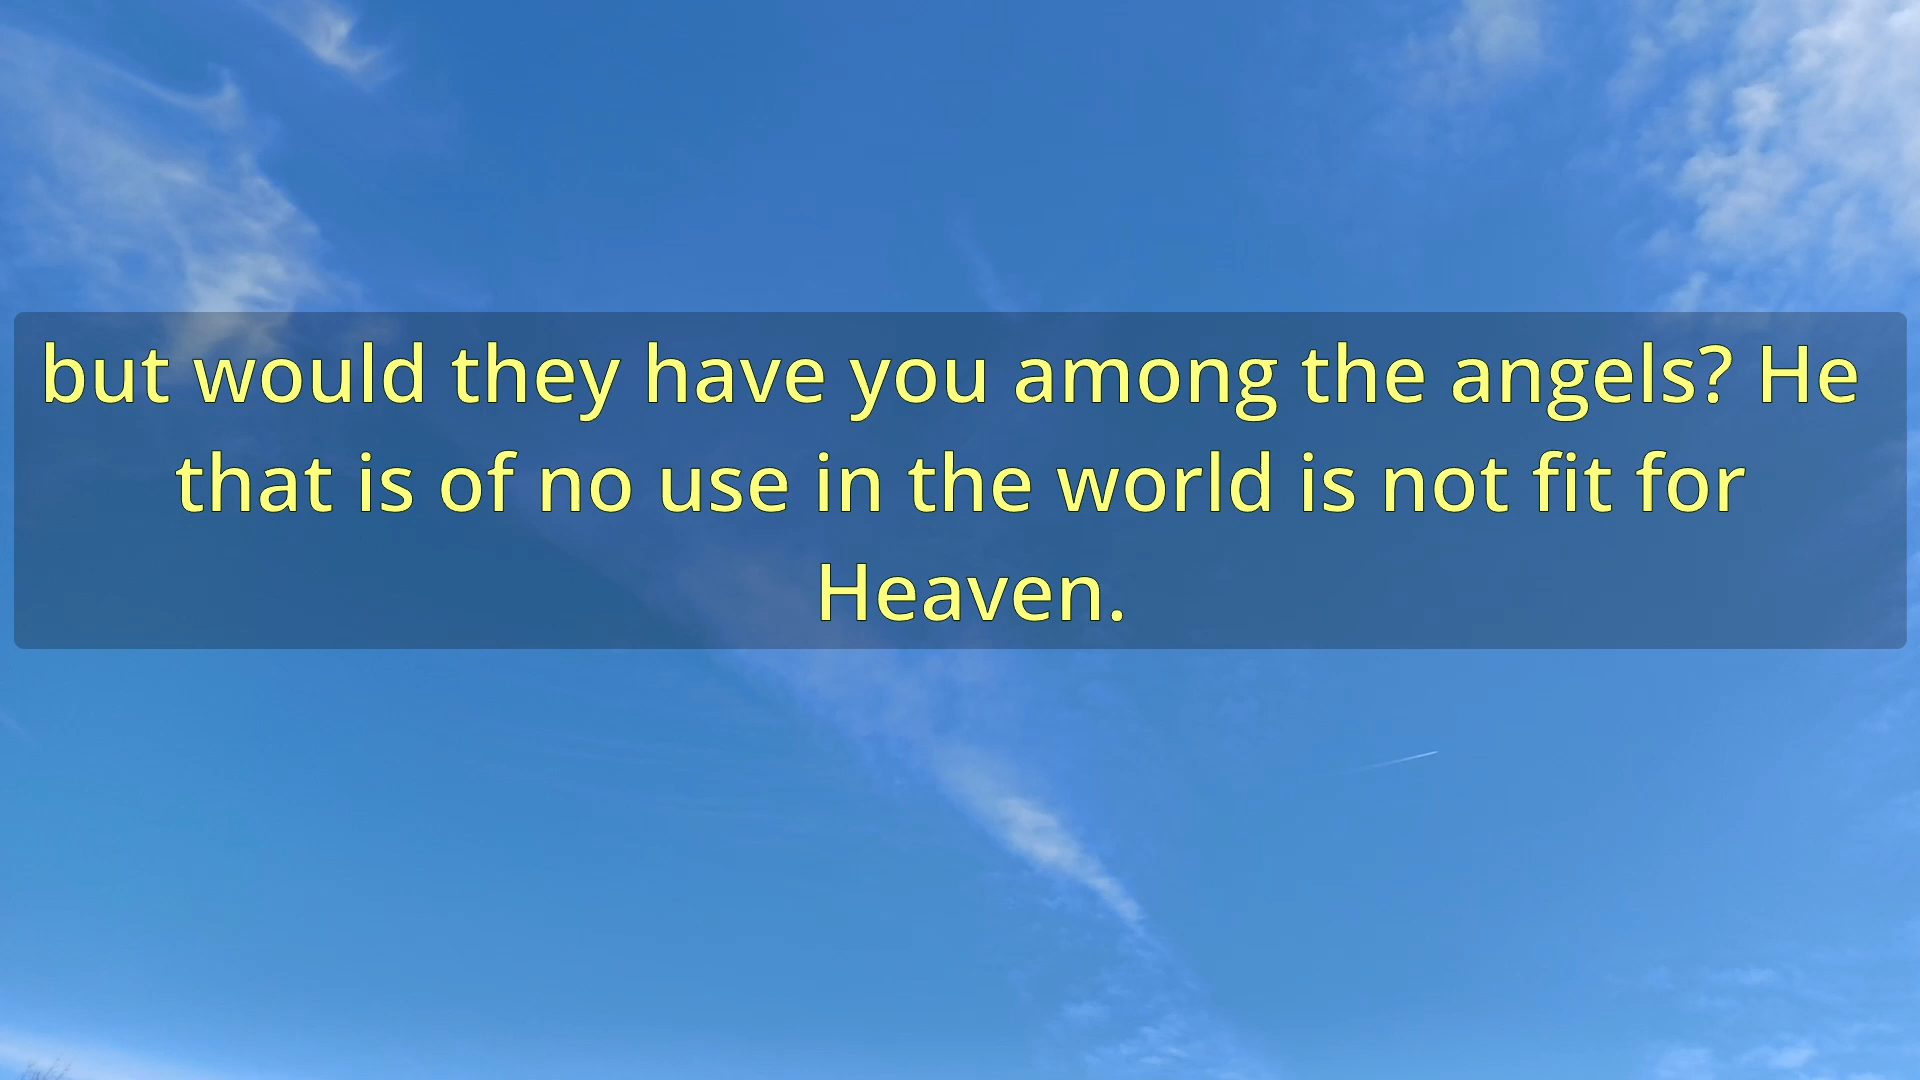 but would they have you among the angels? He
that is of no use in the world is not fit for
Heaven.